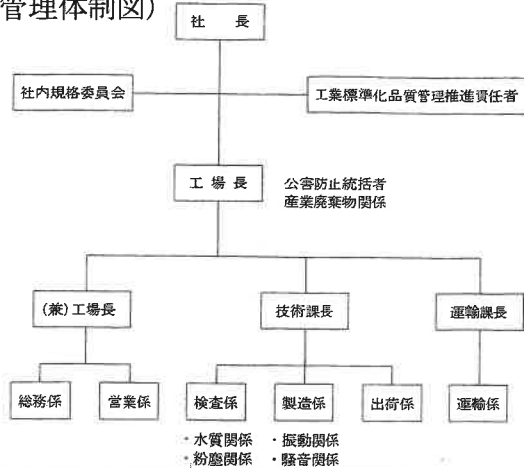 管理体制図）
社　長
社内規格委員会
工業標準化品質管理推進責任者
工 場 長
公害防止統括者
産業廃棄物関係
(兼)工場長
技術課長
運輸課長
総務係
営業係
検査係
製造係
出荷係
運輸係
・水質関係 ・振動関係
・粉塵関係 ・騒音関係